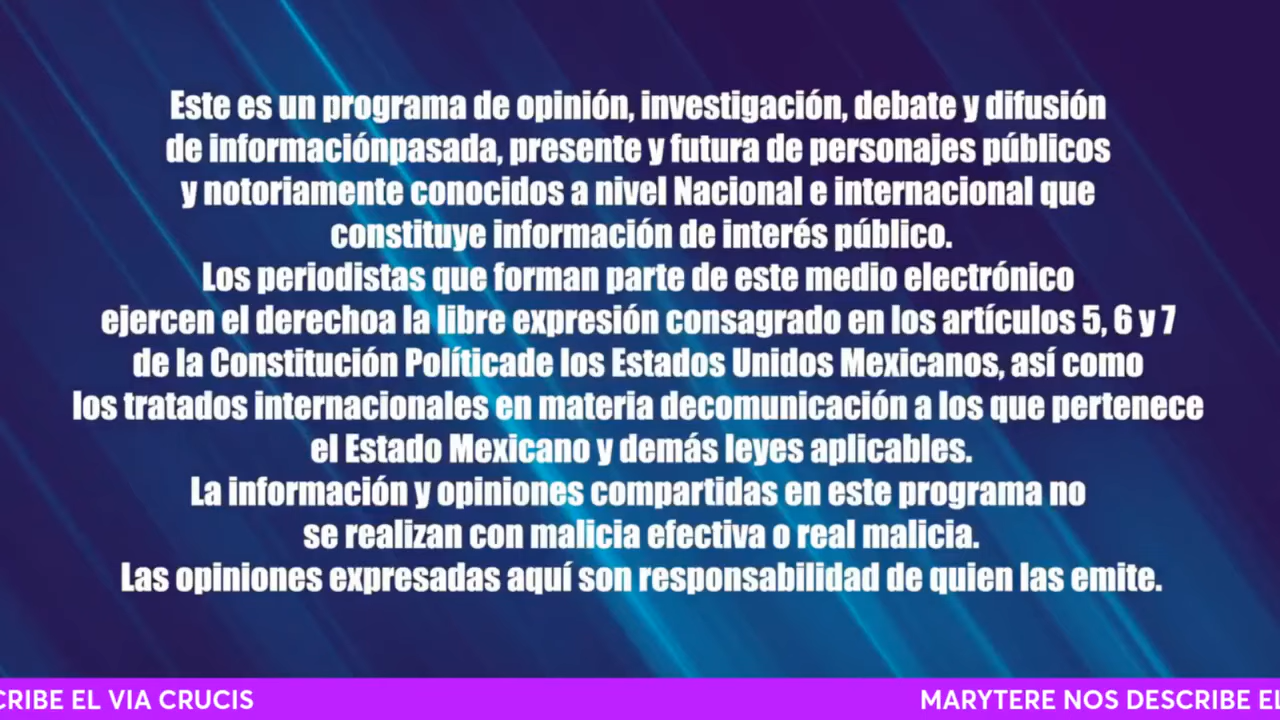 Este es un programa de opinión, investigación, debate y difusión
de informaciónpasada, presente y futura de personajes públicos
y notoriamente conocidos a nivel Nacional e internacional que
constituye información de interés público.
Los periodistas que forman parte de este medio electrónico
ejercen el derechoa la libre expresión consagrado en los artículos 5, 6 y 7
de la Constitución Políticade los Estados Unidos Mexicanos, así como
los tratados internacionales en materia decomunicación a los que pertenece
el Estado Mexicano y demás leyes aplicables.
La información y opiniones compartidas en este programa no
se realizan con malicia efectiva o real malicia.
Las opiniones expresadas aquí son responsabilidad de quien las emite.
CRIBE EL VIA CRUCIS MARYTERE NOS DESCRIBE EL